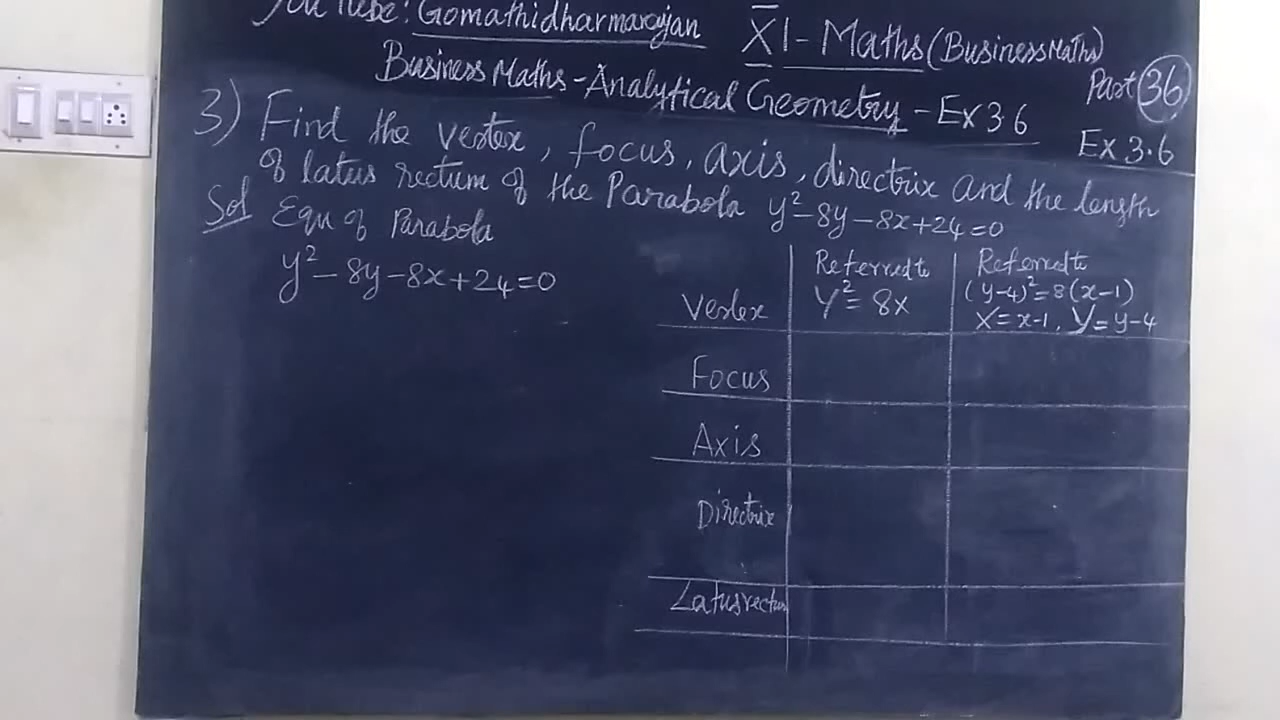 YouTube: Gomathidharmarajan XI - Maths (Business Maths)
Business Maths - Analytical Geometry - Ex 3.6 Part 36
3) Find the vertex, focus, axis, directrix and the length Ex 3.6
of latus rectum of the Parabola y² - 8y - 8x + 24 = 0
Sol Equ of Parabola
y² - 8y - 8x + 24 = 0
Referred to Referred to
Vertex Y² = 8X (y-4)² = 8(x-1)
X = x-1, Y = y-4
Focus
Axis
Directrix
Latusrectum